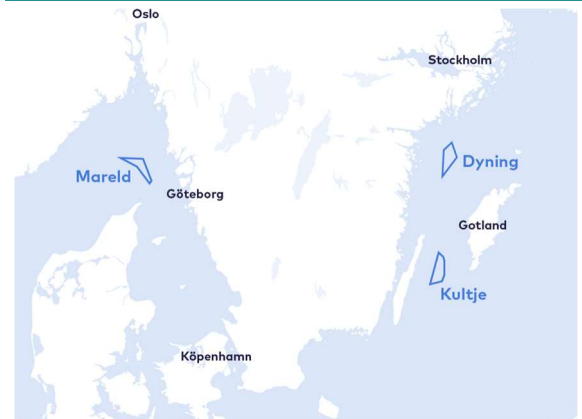 Oslo
Stockholm
Dyning
Mareld
Göteborg
Gotland
Kultje
Köpenhamn